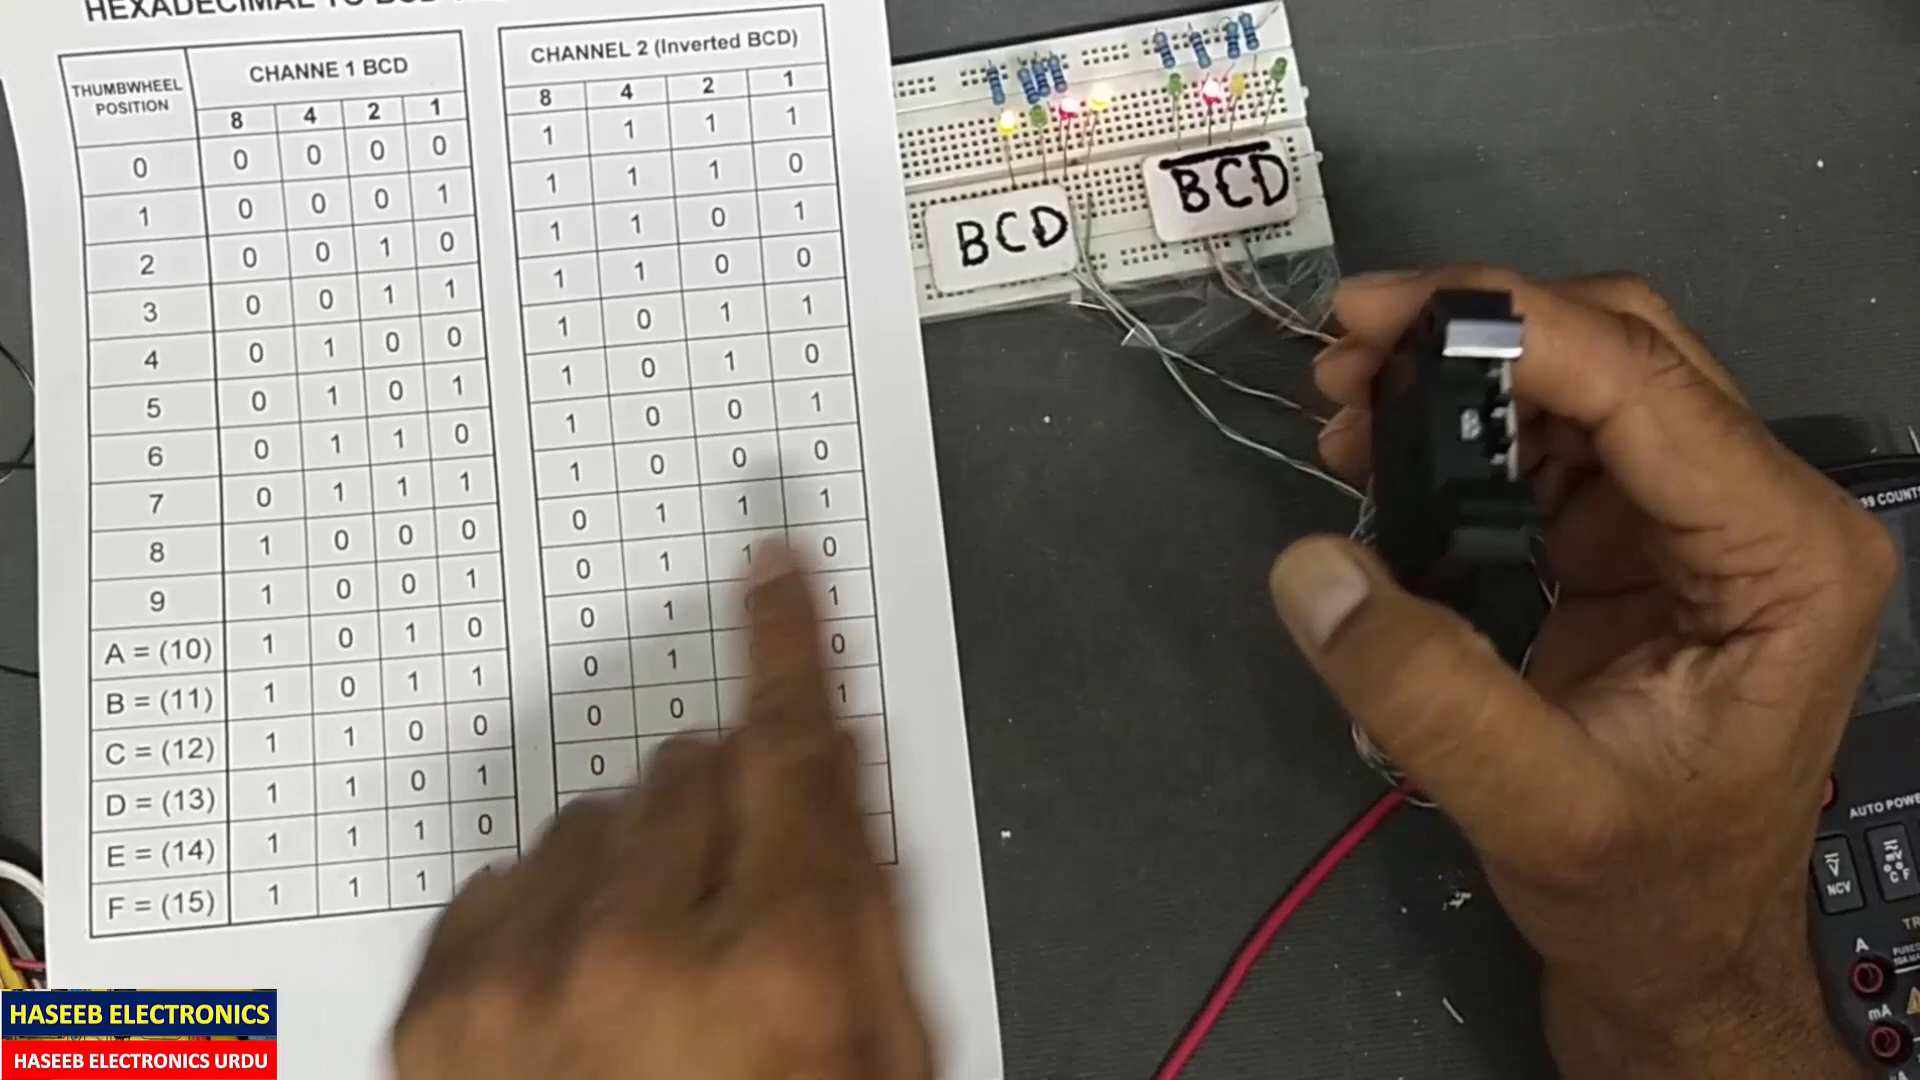 HEXADECIMAL TO BCD
THUMBWHEEL POSITION
CHANNE 1 BCD
CHANNEL 2 (Inverted BCD)
8 4 2 1 8 4 2 1
0 0 0 0 0 1 1 1 1
1 0 0 0 1 1 1 1 0
2 0 0 1 0 1 1 0 1
3 0 0 1 1 1 1 0 0
4 0 1 0 0 1 0 1 1
5 0 1 0 1 1 0 1 0
6 0 1 1 0 1 0 0 1
7 0 1 1 1 1 0 0 0
8 1 0 0 0 0 1 1 1
9 1 0 0 1 0 1 1 0
A = (10) 1 0 1 0 0 1 1
B = (11) 1 0 1 1 0 1 0
C = (12) 1 1 0 0 0 0 1
D = (13) 1 1 0 1 0
E = (14) 1 1 1 0
F = (15) 1 1 1
BCD
BCD
99 COUNTS
AUTO POWE
V
NCV
mV
°C °F
A
mA
HASEEB ELECTRONICS
HASEEB ELECTRONICS URDU